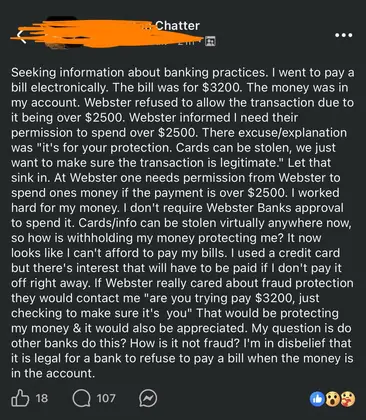 Chatter
Seeking information about banking practices. I went to pay a
bill electronically. The bill was for $3200. The money was in
my account. Webster refused to allow the transaction due to
it being over $2500. Webster informed I need their
permission to spend over $2500. There excuse/explanation
was "it's for your protection. Cards can be stolen, we just
want to make sure the transaction is legitimate." Let that
sink in. At Webster one needs permission from Webster to
spend ones money if the payment is over $2500. I worked
hard for my money. I don't require Webster Banks approval
to spend it. Cards/info can be stolen virtually anywhere now,
so how is withholding my money protecting me? It now
looks like I can't afford to pay my bills. I used a credit card
but there's interest that will have to be paid if I don't pay it
off right away. If Webster really cared about fraud protection
they would contact me "are you trying pay $3200, just
checking to make sure it's you" That would be protecting
my money & it would also be appreciated. My question is do
other banks do this? How is it not fraud? I'm in disbelief that
it is legal for a bank to refuse to pay a bill when the money is
in the account.
18 107